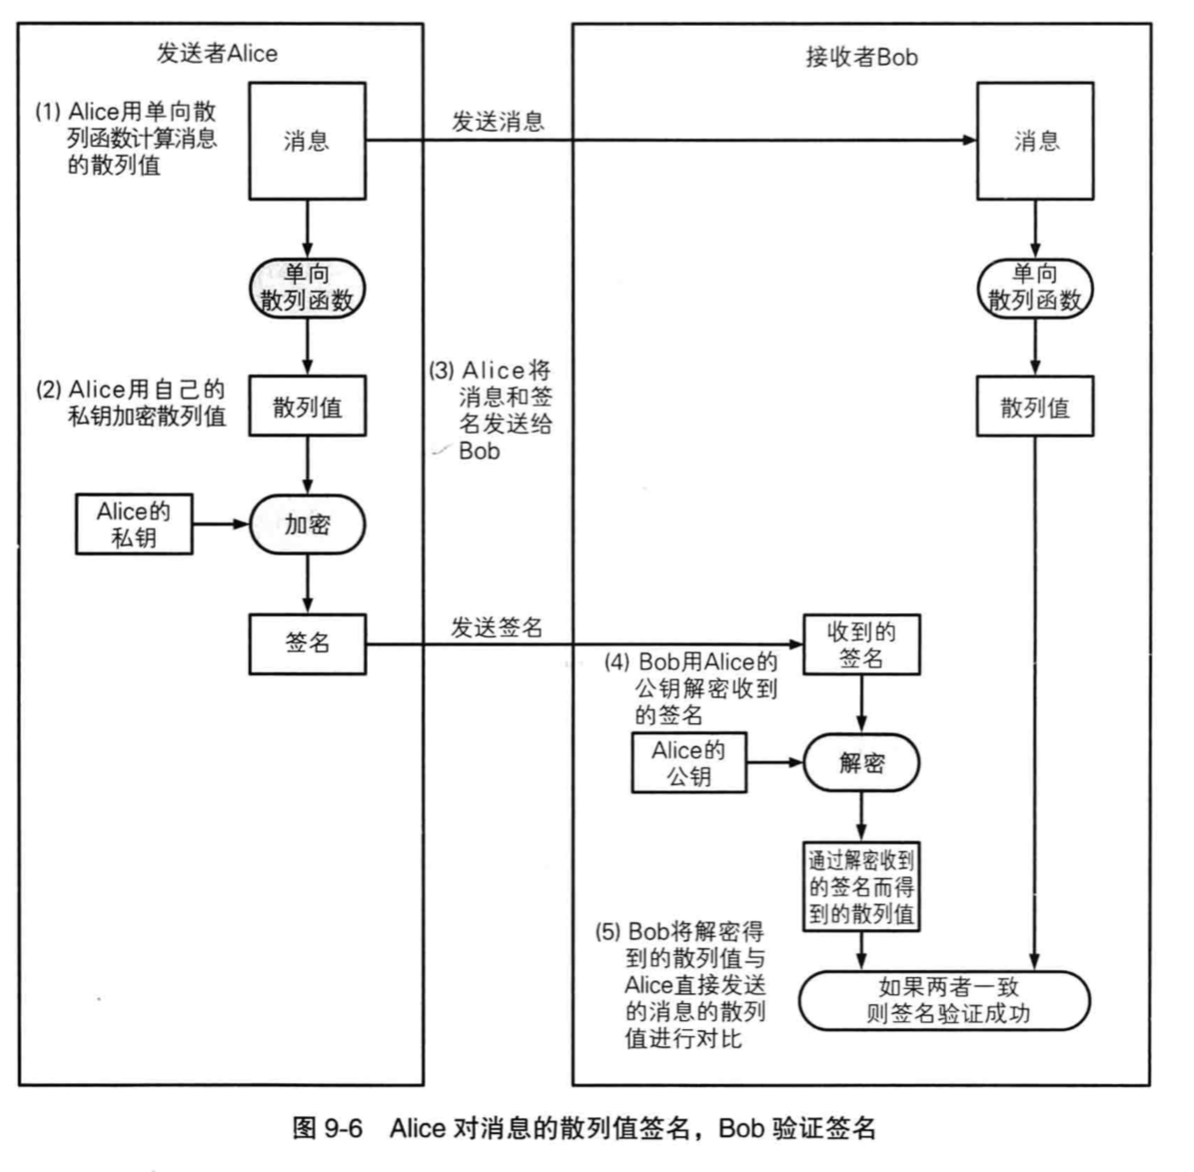 发送者Alice
接收者Bob
(1) Alice用单向散
列函数计算消息
的散列值
消息
发送消息
消息
单向
散列函数
单向
散列函数
(2) Alice用自己的
私钥加密散列值
散列值
(3) Alice将
消息和签
名发送给
Bob
散列值
Alice的
私钥
加密
签名
发送签名
收到的
签名
(4) Bob用Alice的
公钥解密收到
的签名
Alice的
公钥
解密
通过解密收到
的签名而得
到的散列值
(5) Bob将解密得
到的散列值与
Alice直接发送
的消息的散列
值进行对比
如果两者一致
则签名验证成功
图 9-6 Alice 对消息的散列值签名，Bob 验证签名